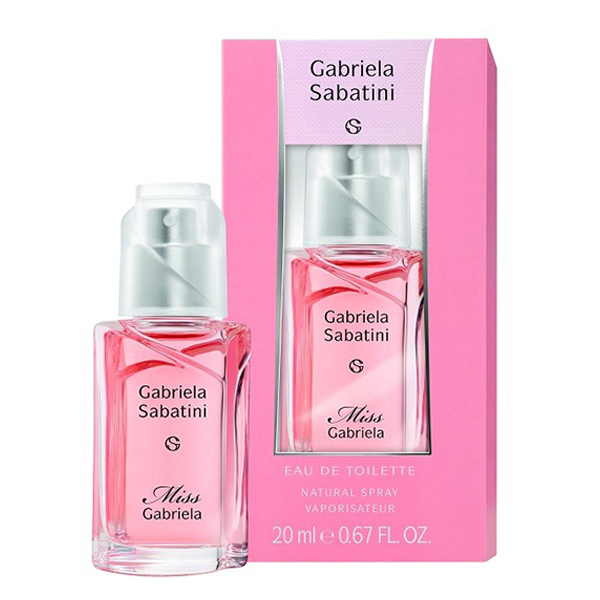 Gabriela
Sabatini
Gabriela
Sabatini
Miss
Gabriela
EAU DE TOILETTE
NATURAL SPRAY
VAPORISATEUR
20 ml ℮ 0.67 FL. OZ.
Gabriela
Sabatini
Miss
Gabriela